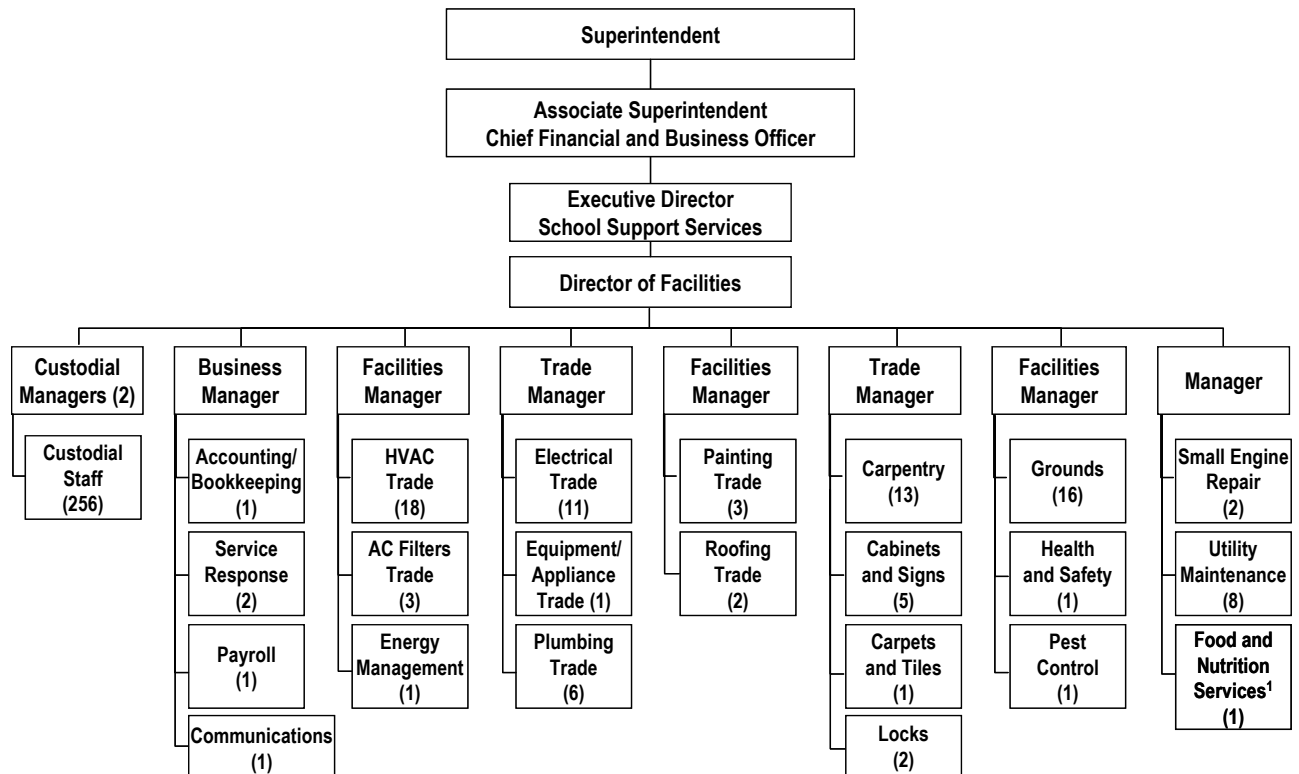 Superintendent
Associate Superintendent
Chief Financial and Business Officer
Executive Director
School Support Services
Director of Facilities
Custodial
Managers (2)
Custodial
Staff
(256)
Business
Manager
Accounting/
Bookkeeping
(1)
Service
Response
(2)
Payroll
(1)
Communications
(1)
Facilities
Manager
HVAC
Trade
(18)
AC Filters
Trade
(3)
Energy
Management
(1)
Trade
Manager
Electrical
Trade
(11)
Equipment/
Appliance
Trade (1)
Plumbing
Trade
(6)
Facilities
Manager
Painting
Trade
(3)
Roofing
Trade
(2)
Trade
Manager
Carpentry
(13)
Cabinets
and Signs
(5)
Carpets
and Tiles
(1)
Locks
(2)
Facilities
Manager
Grounds
(16)
Health
and Safety
(1)
Pest
Control
(1)
Manager
Small Engine
Repair
(2)
Utility
Maintenance
(8)
Food and
Nutrition
Services¹
(1)